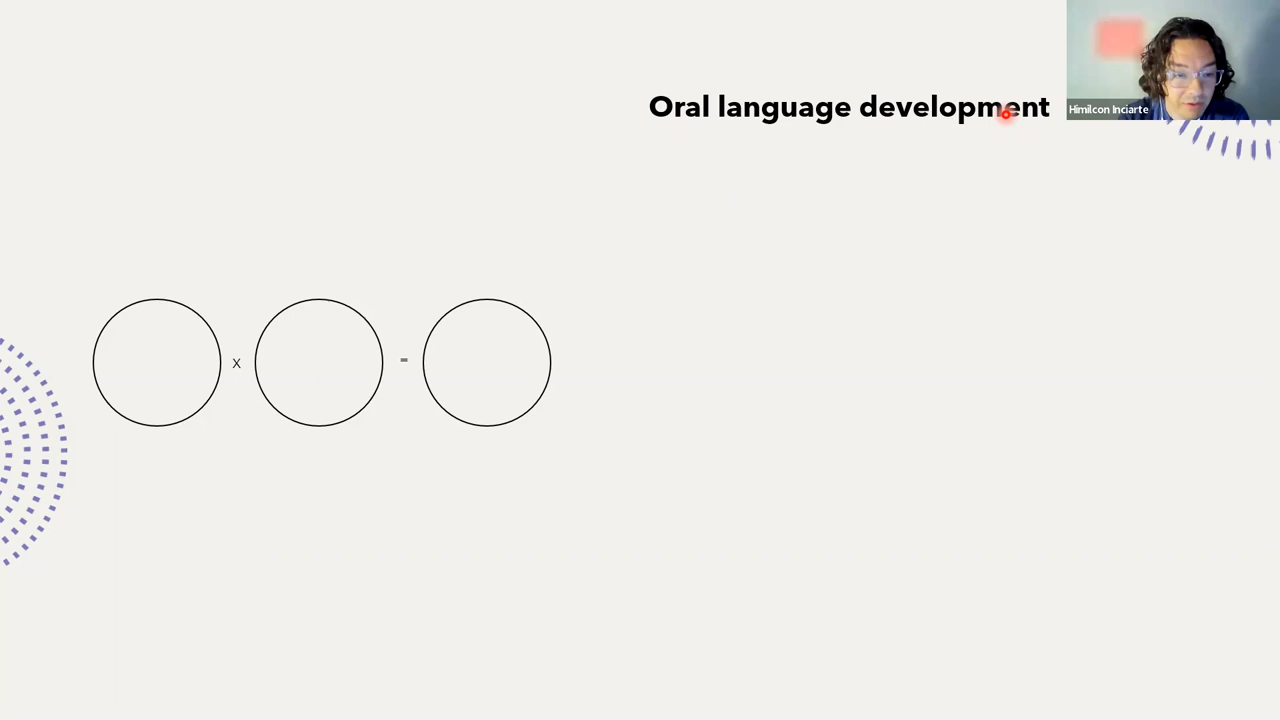 Oral language development
Himilcon Inciarte
x
=